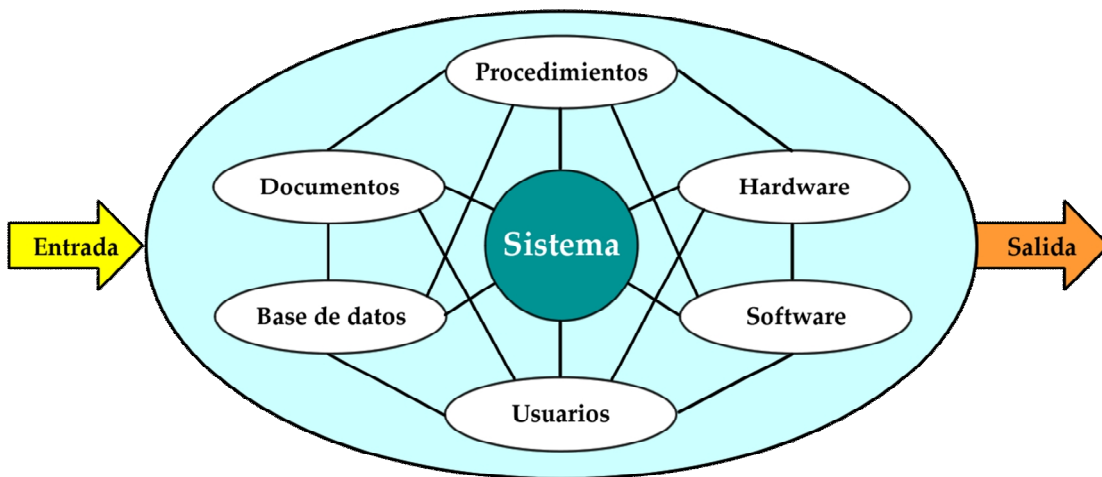 Procedimientos
Documentos
Hardware
Entrada
Sistema
Salida
Base de datos
Software
Usuarios